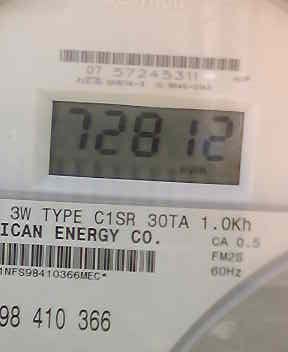 07 57245311
72812
3W TYPE C1SR 30TA 1.0Kh
ICAN ENERGY CO.
CA 0.5
FM2S
60Hz
1NFS98410366MEC*
98 410 366